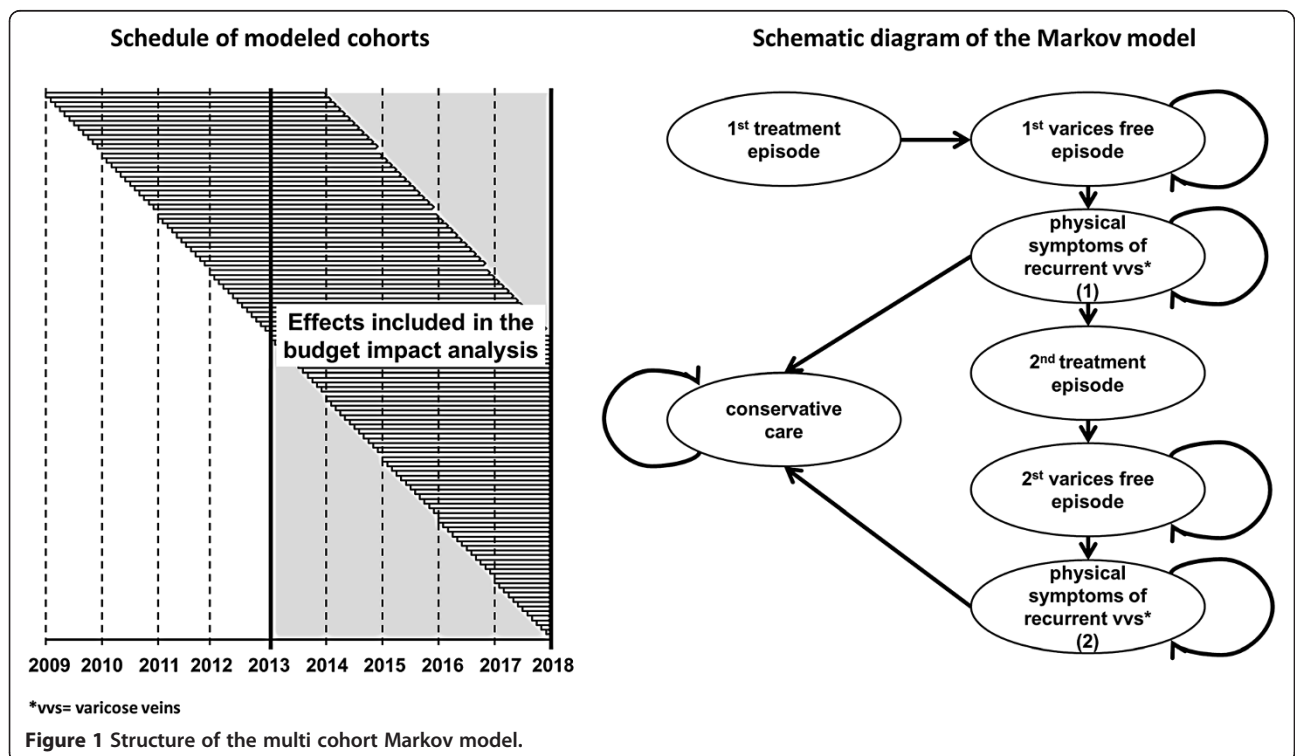 Schedule of modeled cohorts
Effects included in the
budget impact analysis
2009 2010 2011 2012 2013 2014 2015 2016 2017 2018
*vvs= varicose veins
Schematic diagram of the Markov model
1st treatment
episode
1st varices free
episode
physical
symptoms of
recurrent vvs*
(1)
2nd treatment
episode
conservative
care
2st varices free
episode
physical
symptoms of
recurrent vvs*
(2)
Figure 1 Structure of the multi cohort Markov model.